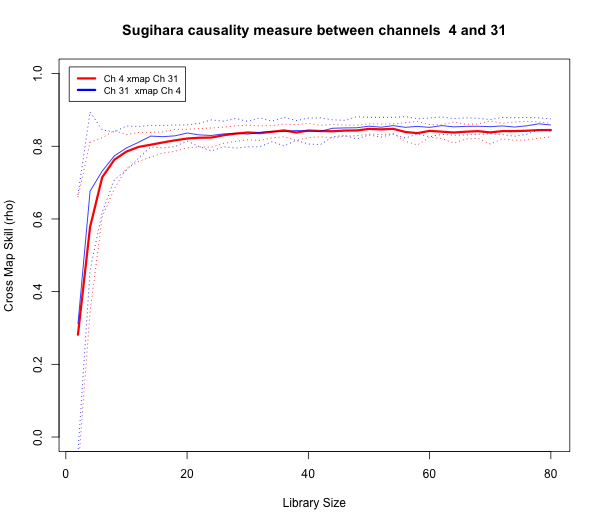 Sugihara causality measure between channels  4 and 31
Ch 4 xmap Ch 31
Ch 31  xmap Ch 4
Cross Map Skill (rho)
1.0
0.8
0.6
0.4
0.2
0.0
0 20 40 60 80
Library Size